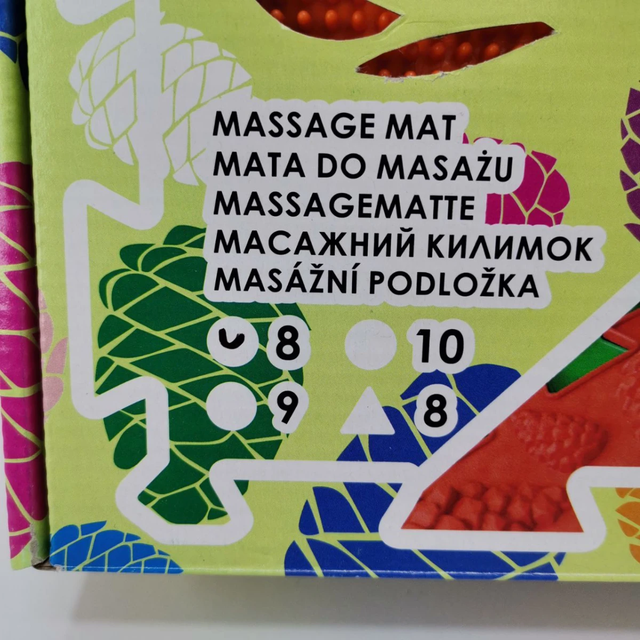 MASSAGE MAT
MATA DO MASAŻU
MASSAGEMATTE
МАСАЖНИЙ КИЛИМОК
MASÁŽNÍ PODLOŽKA
8 10
9 8